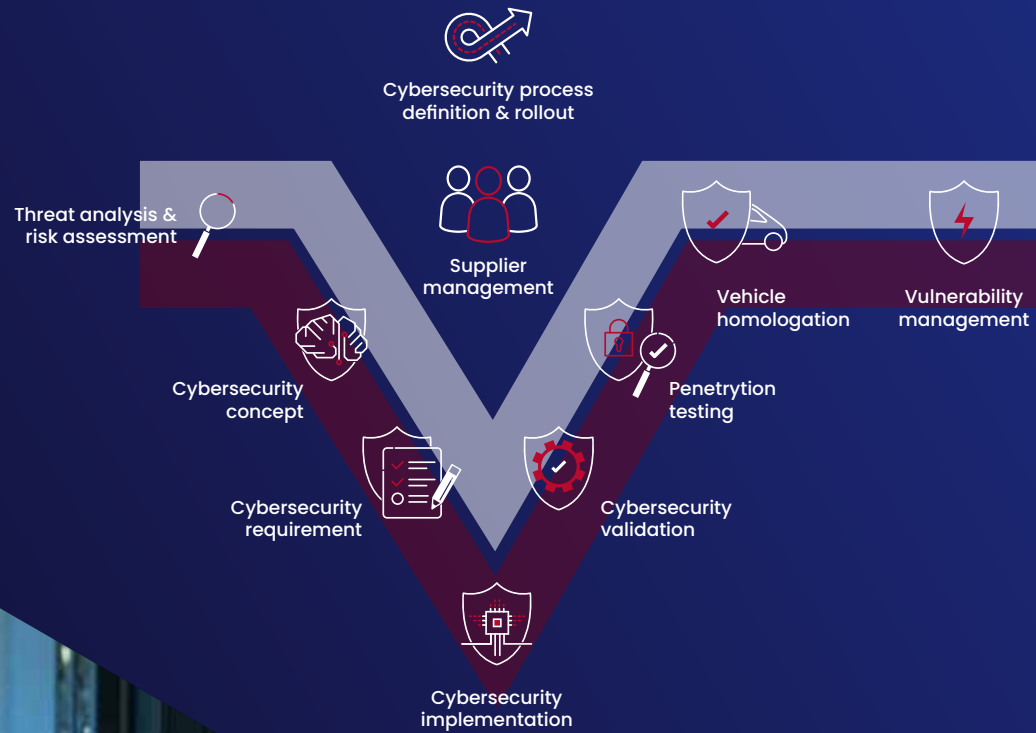 Cybersecurity process
definition & rollout
Threat analysis &
risk assessment
Supplier
management
Vehicle
homologation
Vulnerability
management
Cybersecurity
concept
Penetrytion
testing
Cybersecurity
requirement
Cybersecurity
validation
Cybersecurity
implementation